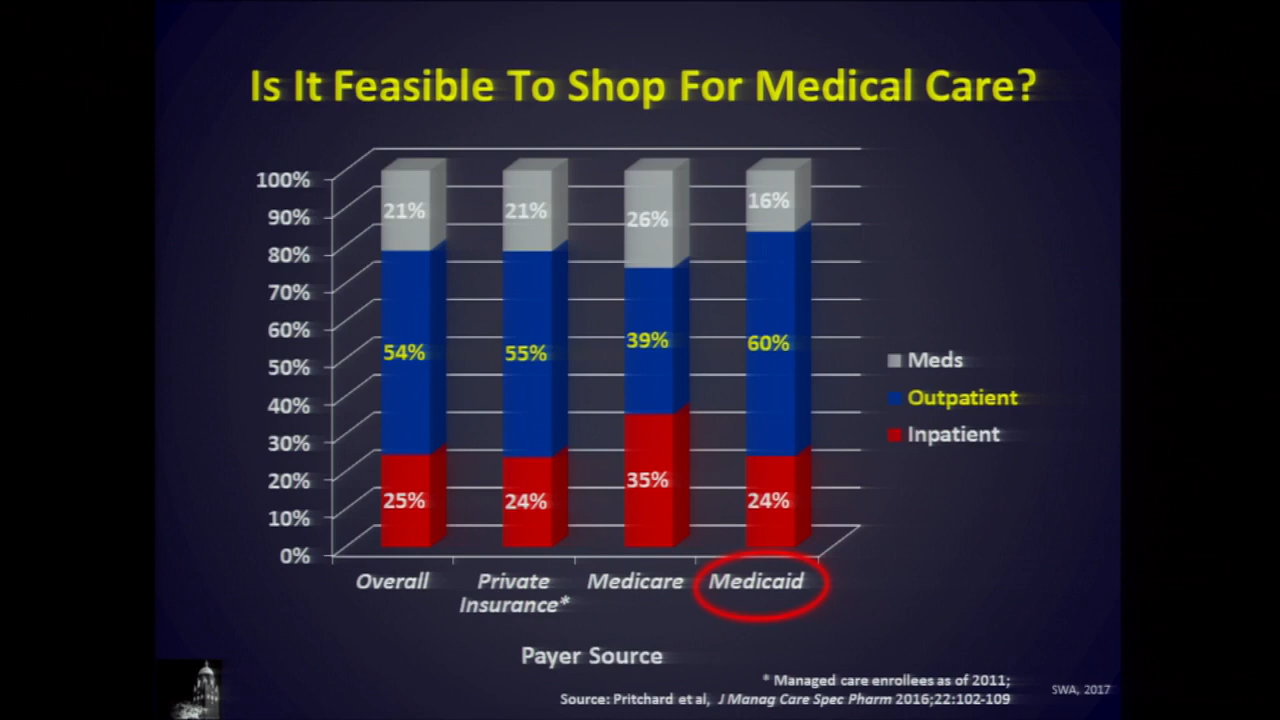 Is It Feasible To Shop For Medical Care?
100%
90%
80%
70%
60%
50%
40%
30%
20%
10%
0%
21%
21%
26%
16%
54%
55%
39%
60%
25%
24%
35%
24%
Meds
Outpatient
Inpatient
Overall
Private
Insurance*
Medicare
Medicaid
Payer Source
* Managed care enrollees as of 2011;
Source: Pritchard et al, J Manag Care Spec Pharm 2016;22:102-109
SWA, 2017